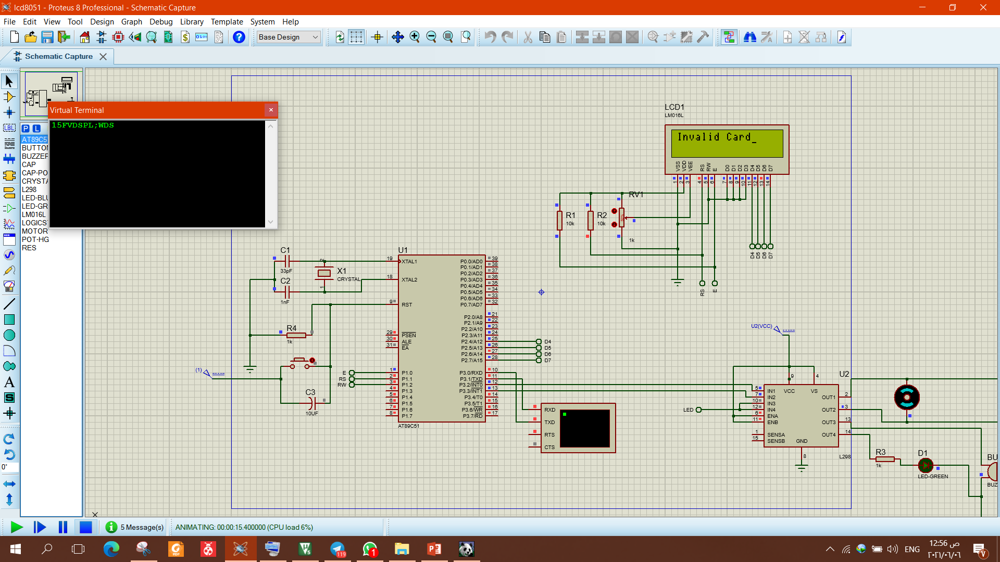 lcd8051 - Proteus 8 Professional - Schematic Capture
File Edit View Tool Design Graph Debug Library Template System Help
Base Design
Schematic Capture
Virtual Terminal
15FVDSPL;WDS
LBL
P L
AT89C5
BUTTO
BUZZER
CAP
CAP-PO
CRYSTA
L298
LED-BLU
LED-GR
LM016L
LOGICS
MOTOR
POT-HG
RES
0°
LCD1
LM016L
Invalid Card_
VSS VDD VEE RS RW E D0 D1 D2 D3 D4 D5 D6 D7
1 2 3 4 5 6 7 8 9 10 11 12 13 14
RV1
R1
10k
R2
10k
1k
D4 D5 D6 D7
RS E
C1
33pF
C2
1nF
X1
CRYSTAL
2
1
R4
1k
(1)
C3
10UF
U1
19 XTAL1
18 XTAL2
9 RST
29 PSEN
30 ALE
31 EA
E 1 P1.0
RS 2 P1.1
RW 3 P1.2
4 P1.3
5 P1.4
6 P1.5
7 P1.6
8 P1.7
P0.0/AD0 39
P0.1/AD1 38
P0.2/AD2 37
P0.3/AD3 36
P0.4/AD4 35
P0.5/AD5 34
P0.6/AD6 33
P0.7/AD7 32
P2.0/A8 21
P2.1/A9 22
P2.2/A10 23
P2.3/A11 24
P2.4/A12 25 D4
P2.5/A13 26 D5
P2.6/A14 27 D6
P2.7/A15 28 D7
P3.0/RXD 10
P3.1/TXD 11
P3.2/INT0 12
P3.3/INT1 13
P3.4/T0 14
P3.5/T1 15
P3.6/WR 16
P3.7/RD 17
AT89C51
RXD
TXD
RTS
CTS
U2(VCC)
U2
9 4
VCC VS
5 IN1
7 IN2
10 IN3
12 IN4
6 ENA
11 ENB
1 SENSA
15 SENSB
GND
8
OUT1 2
OUT2 3
OUT3 13
OUT4 14
L298
LED
R3
1k
D1
LED-GREEN
BU
BUZ
5 Message(s)
ANIMATING: 00:00:15.400000 (CPU load 6%)
119
1
ENG
12:56 ص
٢٠٢١/٠٦/٠٦